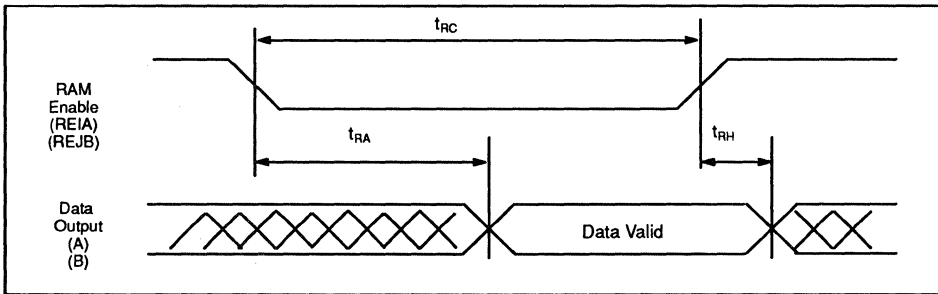 tRC
RAM
Enable
(REIA)
(REJB)
tRA
tRH
Data
Output
(A)
(B)
Data Valid